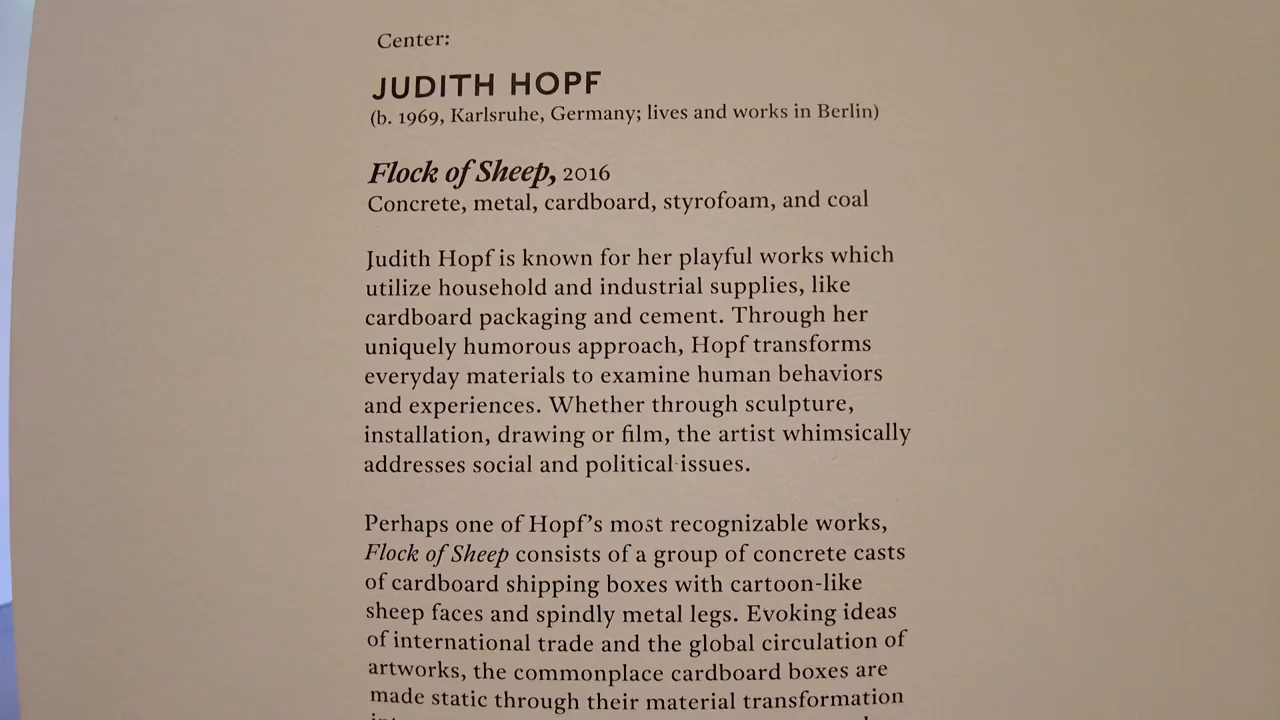 Center:
JUDITH HOPF
(b. 1969, Karlsruhe, Germany; lives and works in Berlin)
Flock of Sheep, 2016
Concrete, metal, cardboard, styrofoam, and coal
Judith Hopf is known for her playful works which
utilize household and industrial supplies, like
cardboard packaging and cement. Through her
uniquely humorous approach, Hopf transforms
everyday materials to examine human behaviors
and experiences. Whether through sculpture,
installation, drawing or film, the artist whimsically
addresses social and political issues.
Perhaps one of Hopf's most recognizable works,
Flock of Sheep consists of a group of concrete casts
of cardboard shipping boxes with cartoon-like
sheep faces and spindly metal legs. Evoking ideas
of international trade and the global circulation of
artworks, the commonplace cardboard boxes are
made static through their material transformation